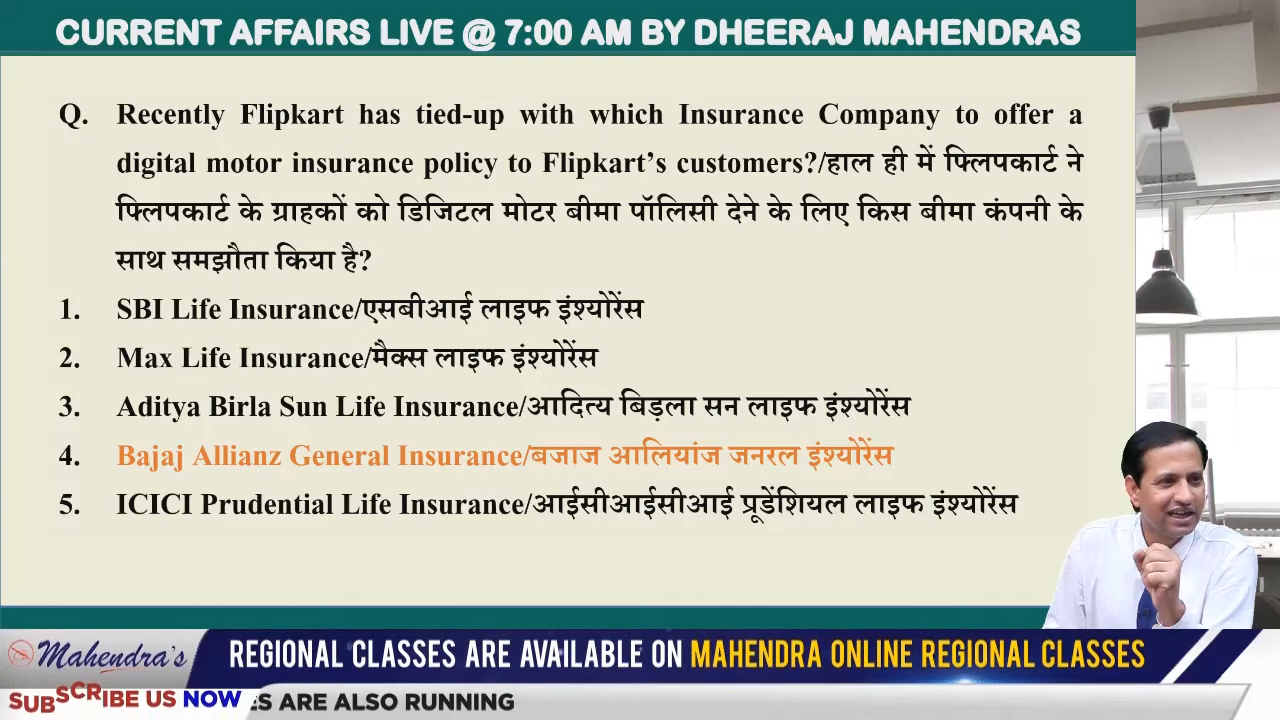 CURRENT AFFAIRS LIVE @ 7:00 AM BY DHEERAJ MAHENDRAS
Q. Recently Flipkart has tied-up with which Insurance Company to offer a
digital motor insurance policy to Flipkart's customers?/हाल ही में फ्लिपकार्ट ने
फ्लिपकार्ट के ग्राहकों को डिजिटल मोटर बीमा पॉलिसी देने के लिए किस बीमा कंपनी के
साथ समझौता किया है?
1. SBI Life Insurance/एसबीआई लाइफ इंश्योरेंस
2. Max Life Insurance/मैक्स लाइफ इंश्योरेंस
3. Aditya Birla Sun Life Insurance/आदित्य बिड़ला सन लाइफ इंश्योरेंस
4. Bajaj Allianz General Insurance/बजाज आलियांज जनरल इंश्योरेंस
5. ICICI Prudential Life Insurance/आईसीआईसीआई प्रूडेंशियल लाइफ इंश्योरेंस
Mahendra's
REGIONAL CLASSES ARE AVAILABLE ON MAHENDRA ONLINE REGIONAL CLASSES
SUBSCRIBE US NOW
ES ARE ALSO RUNNING